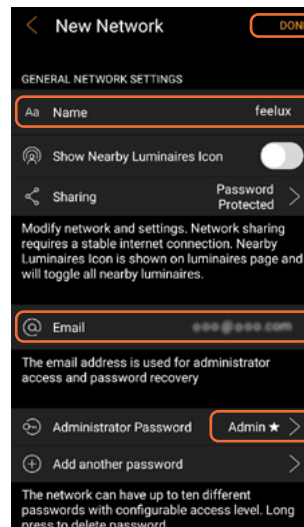 New Network
DON
GENERAL NETWORK SETTINGS
Aa Name feelux
Show Nearby Luminaires Icon
Sharing Password Protected
Modify network and settings. Network sharing
requires a stable internet connection. Nearby
Luminaires Icon is shown on luminaires page and
will toggle all nearby luminaires.
@ Email
The email address is used for administrator
access and password recovery
Administrator Password Admin ★
Add another password
The network can have up to ten different
passwords with configurable access level. Long
press to delete password